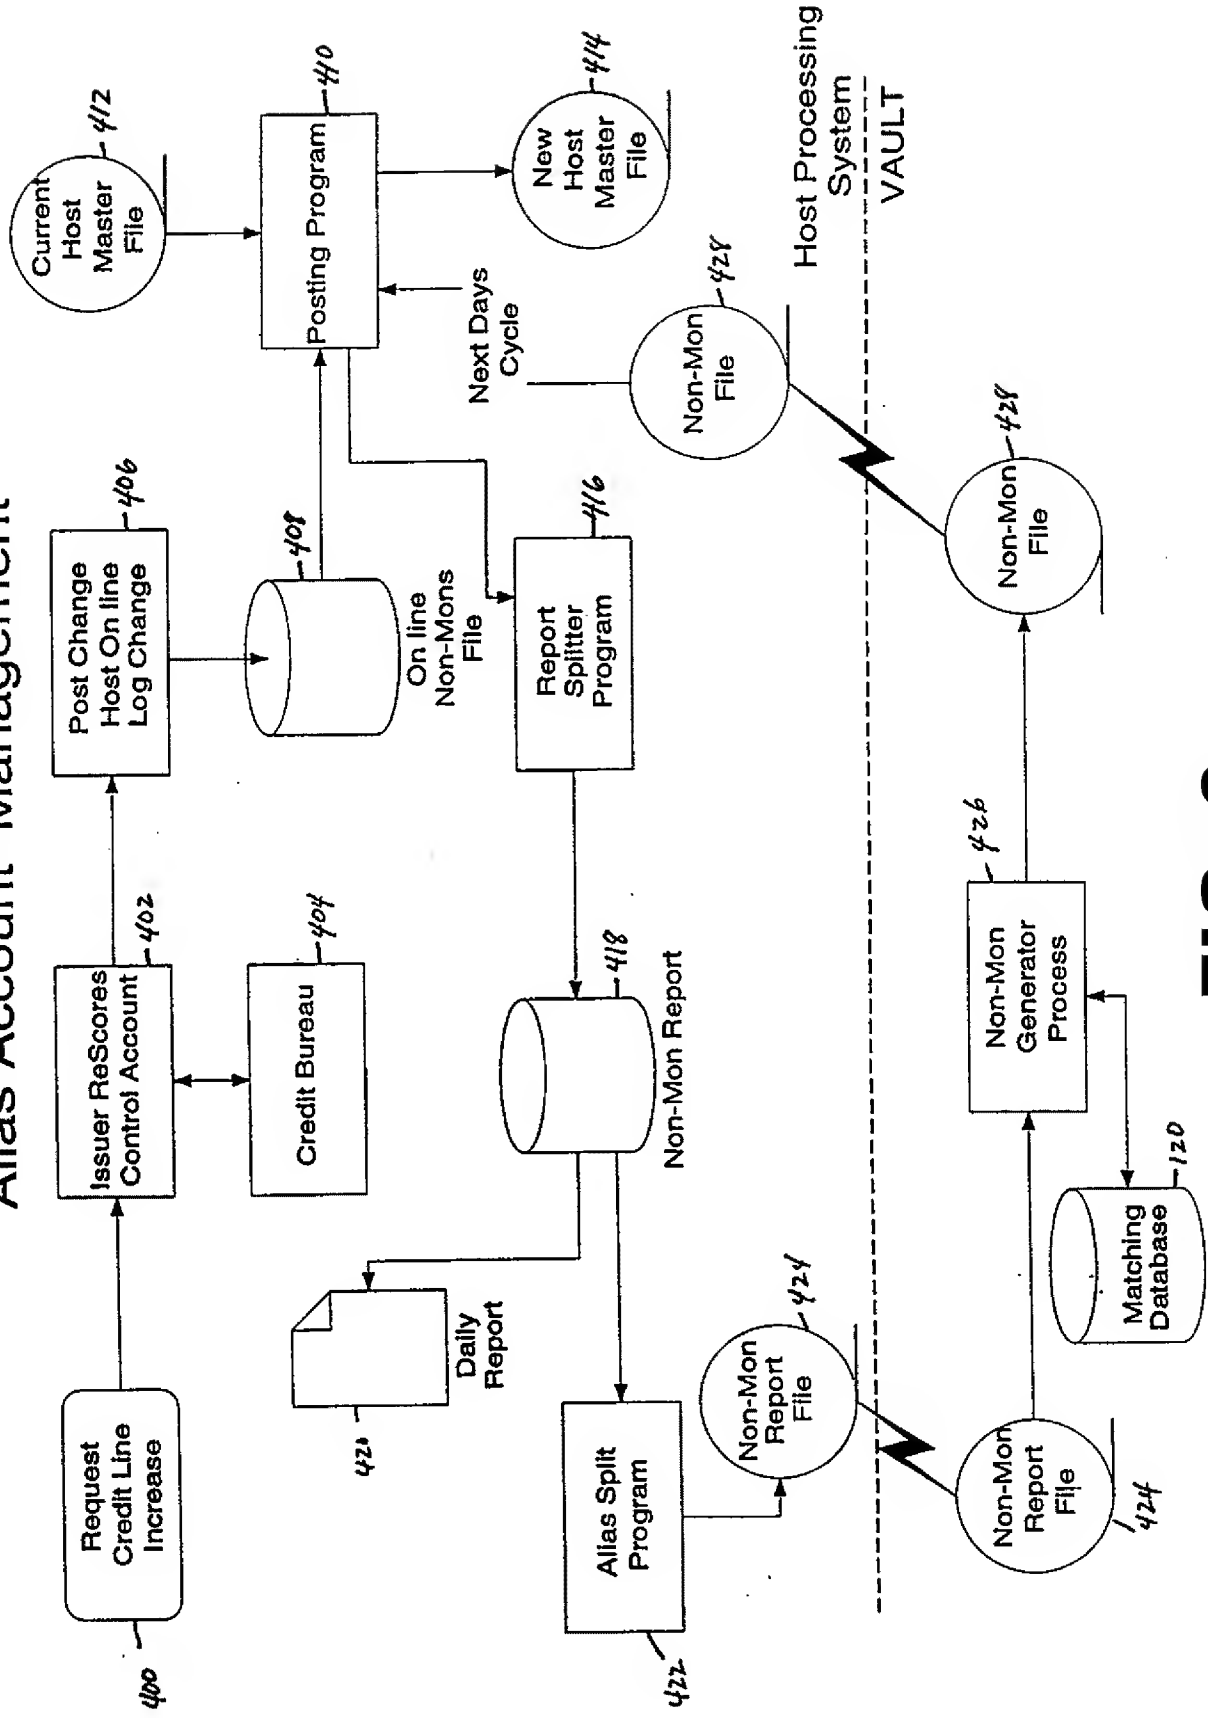 Alias Account Management
Request
Credit Line
Increase
400
Issuer ReScores
Control Account
402
Credit Bureau
404
Post Change
Host On line
Log Change
406
408
On line
Non-Mons
File
Current
Host
Master
File
412
Posting Program
410
New
Host
Master
File
414
Next Days
Cycle
Report
Splitter
Program
416
418
Non-Mon Report
Daily
Report
420
Alias Split
Program
422
Non-Mon
Report
File
424
Non-Mon
File
428
Host Processing
System
VAULT
Non-Mon
Report
File
424
Matching
Database
120
Non-Mon
Generator
Process
426
Non-Mon
File
428